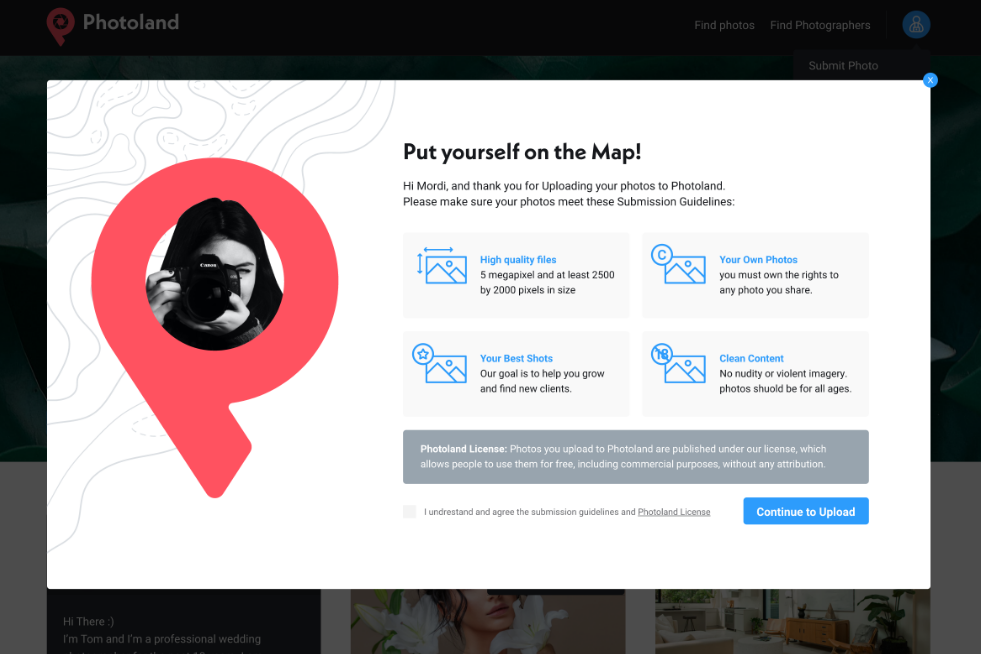 Photoland
Find photos Find Photographers
Submit Photo
X
Put yourself on the Map!
Hi Mordi, and thank you for Uploading your photos to Photoland.
Please make sure your photos meet these Submission Guidelines:
High quality files
5 megapixel and at least 2500
by 2000 pixels in size
C
Your Own Photos
you must own the rights to
any photo you share.
Your Best Shots
Our goal is to help you grow
and find new clients.
18
Clean Content
No nudity or violent imagery.
photos shuold be for all ages.
Canon
Photoland License: Photos you upload to Photoland are published under our license, which
allows people to use them for free, including commercial purposes, without any attribution.
I undrestand and agree the submission guidelines and Photoland License
Continue to Upload
Hi There :)
I'm Tom and I'm a professional wedding